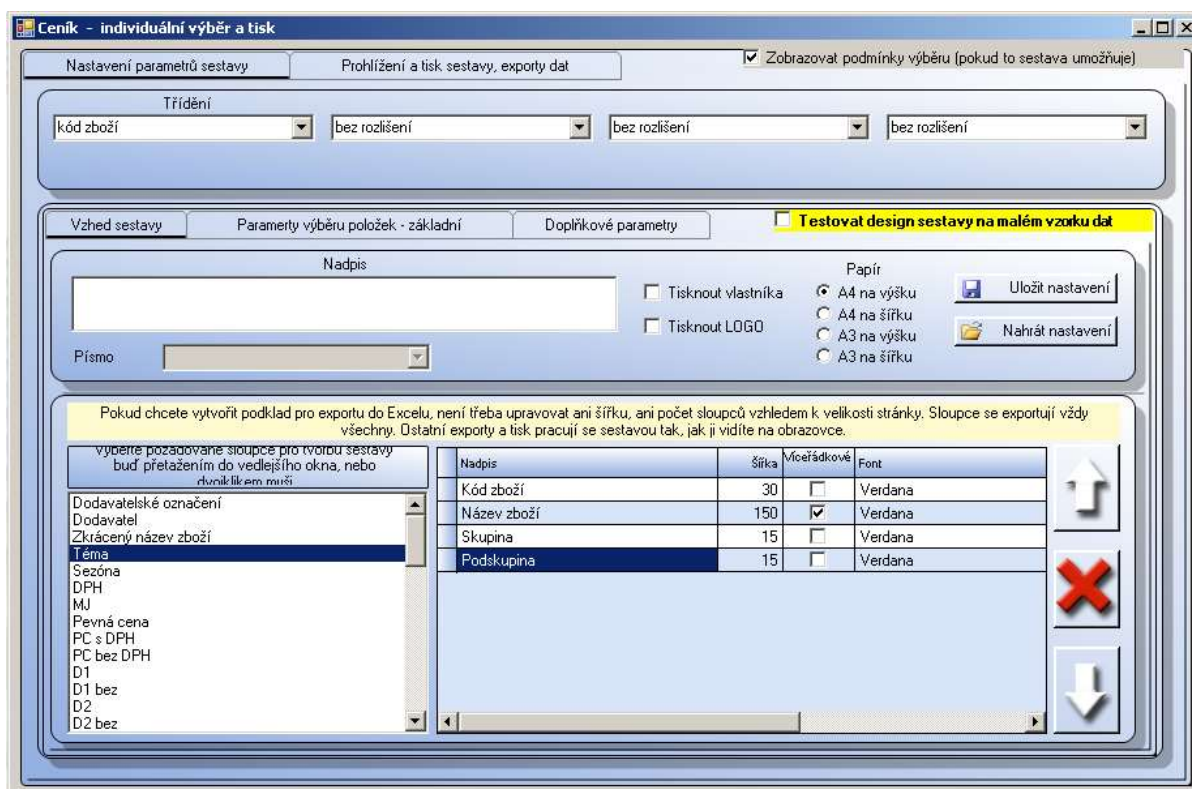 Ceník - individuální výběr a tisk
Nastavení parametrů sestavy
Prohlížení a tisk sestavy, exporty dat
Zobrazovat podmínky výběru (pokud to sestava umožňuje)
Třídění
kód zboží
bez rozlišení
bez rozlišení
bez rozlišení
Vzhed sestavy
Paramerty výběru položek - základní
Doplňkové parametry
Testovat design sestavy na malém vzorku dat
Nadpis
Písmo
Tisknout vlastníka
Tisknout LOGO
Papír
A4 na výšku
A4 na šířku
A3 na výšku
A3 na šířku
Uložit nastavení
Nahrát nastavení
Pokud chcete vytvořit podklad pro exportu do Excelu, není třeba upravovat ani šířku, ani počet sloupců vzhledem k velikosti stránky. Sloupce se exportují vždy
všechny. Ostatní exporty a tisk pracují se sestavou tak, jak ji vidíte na obrazovce.
Vyberte požadované sloupce pro tvorbu sestavy
buď přetažením do vedlejšího okna, nebo
dvojklikem muši
Dodavatelské označení
Dodavatel
Zkrácený název zboží
Téma
Sezóna
DPH
MJ
Pevná cena
PC s DPH
PC bez DPH
D1
D1 bez
D2
D2 bez
Nadpis Šířka Víceřádkové Font
Kód zboží 30 Verdana
Název zboží 150 Verdana
Skupina 15 Verdana
Podskupina 15 Verdana